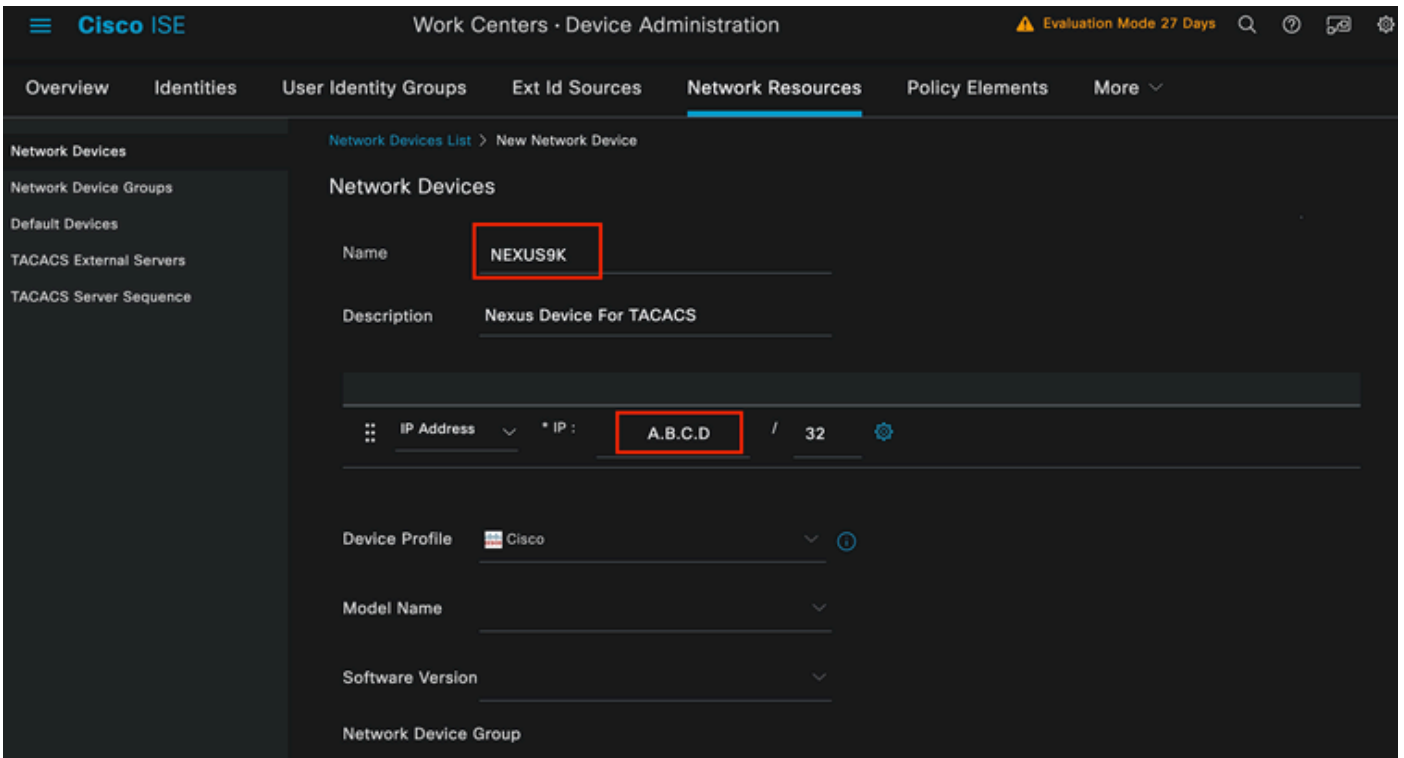 Cisco ISE
Work Centers · Device Administration
Evaluation Mode 27 Days
Overview Identities User Identity Groups Ext Id Sources Network Resources Policy Elements More
Network Devices
Network Device Groups
Default Devices
TACACS External Servers
TACACS Server Sequence
Network Devices List > New Network Device
Network Devices
Name NEXUS9K
Description Nexus Device For TACACS
IP Address * IP : A.B.C.D / 32
Device Profile Cisco
Model Name
Software Version
Network Device Group